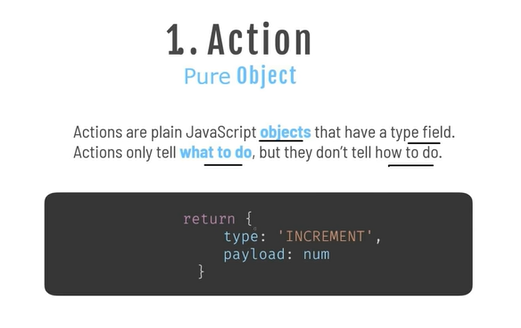 1. Action
Pure Object
Actions are plain JavaScript objects that have a type field.
Actions only tell what to do, but they don't tell how to do.
return {
type: 'INCREMENT',
payload: num
}